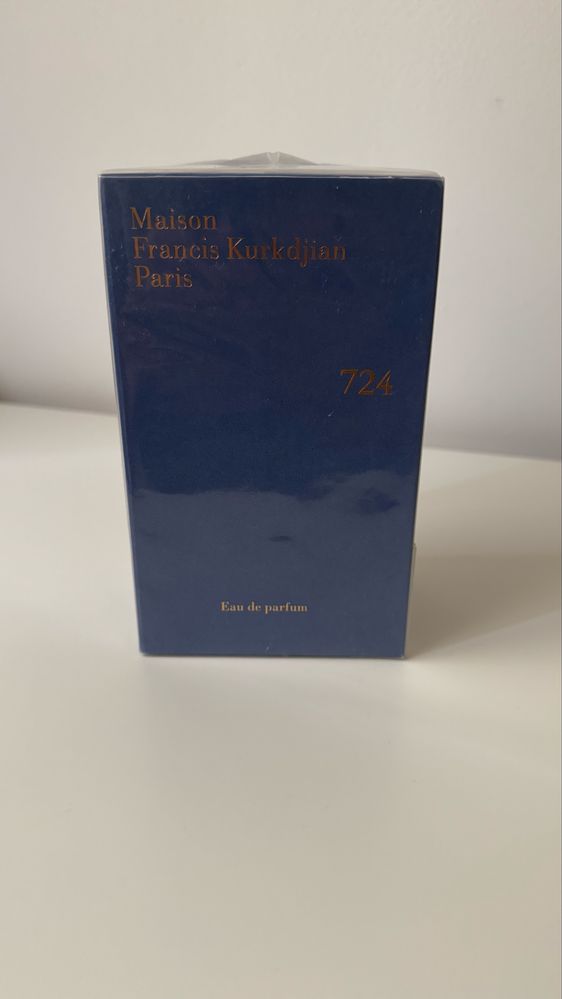 Maison
Francis Kurkdjian
Paris
724
Eau de parfum